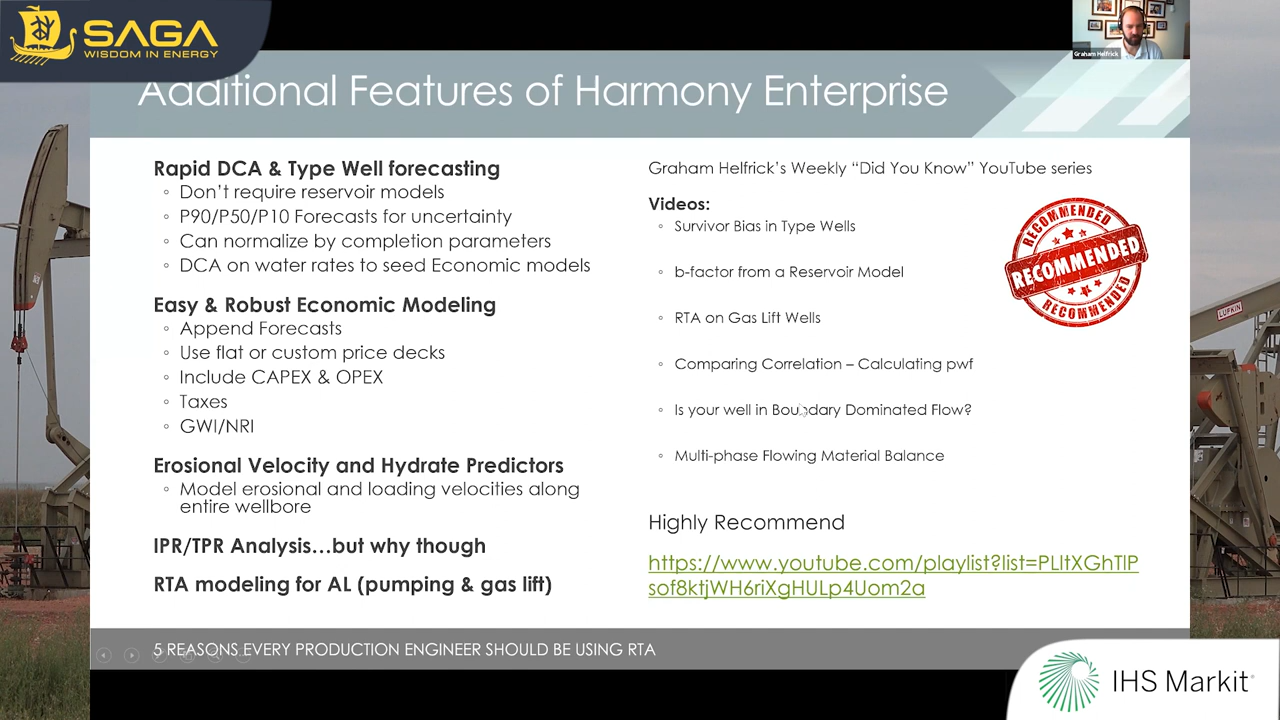 SAGA
WISDOM IN ENERGY
Graham Helfrick
Additional Features of Harmony Enterprise
Rapid DCA & Type Well forecasting
◦ Don't require reservoir models
◦ P90/P50/P10 Forecasts for uncertainty
◦ Can normalize by completion parameters
◦ DCA on water rates to seed Economic models
Easy & Robust Economic Modeling
◦ Append Forecasts
◦ Use flat or custom price decks
◦ Include CAPEX & OPEX
◦ Taxes
◦ GWI/NRI
Erosional Velocity and Hydrate Predictors
◦ Model erosional and loading velocities along
entire wellbore
IPR/TPR Analysis...but why though
RTA modeling for AL (pumping & gas lift)
Graham Helfrick's Weekly "Did You Know" YouTube series
Videos:
◦ Survivor Bias in Type Wells
◦ b-factor from a Reservoir Model
◦ RTA on Gas Lift Wells
◦ Comparing Correlation – Calculating pwf
◦ Is your well in Boundary Dominated Flow?
◦ Multi-phase Flowing Material Balance
RECOMMENDED
RECOMMENDED
RECOMMENDED
Highly Recommend
https://www.youtube.com/playlist?list=PLltXGhTlP
sof8ktjWH6riXgHULp4Uom2a
LUFKIN
5 REASONS EVERY PRODUCTION ENGINEER SHOULD BE USING RTA
IHS Markit